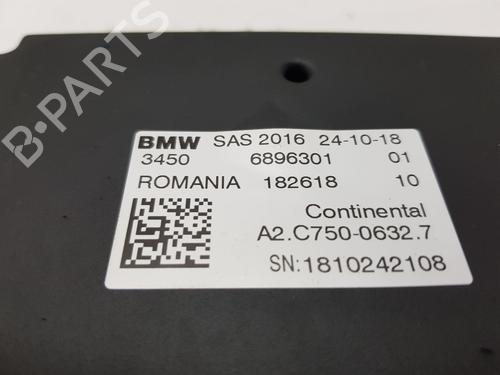 B-PARTS
BMW SAS 2016 24-10-18
3450 6896301 01
ROMANIA 182618 10
Continental
A2.C750-0632.7
SN:1810242108